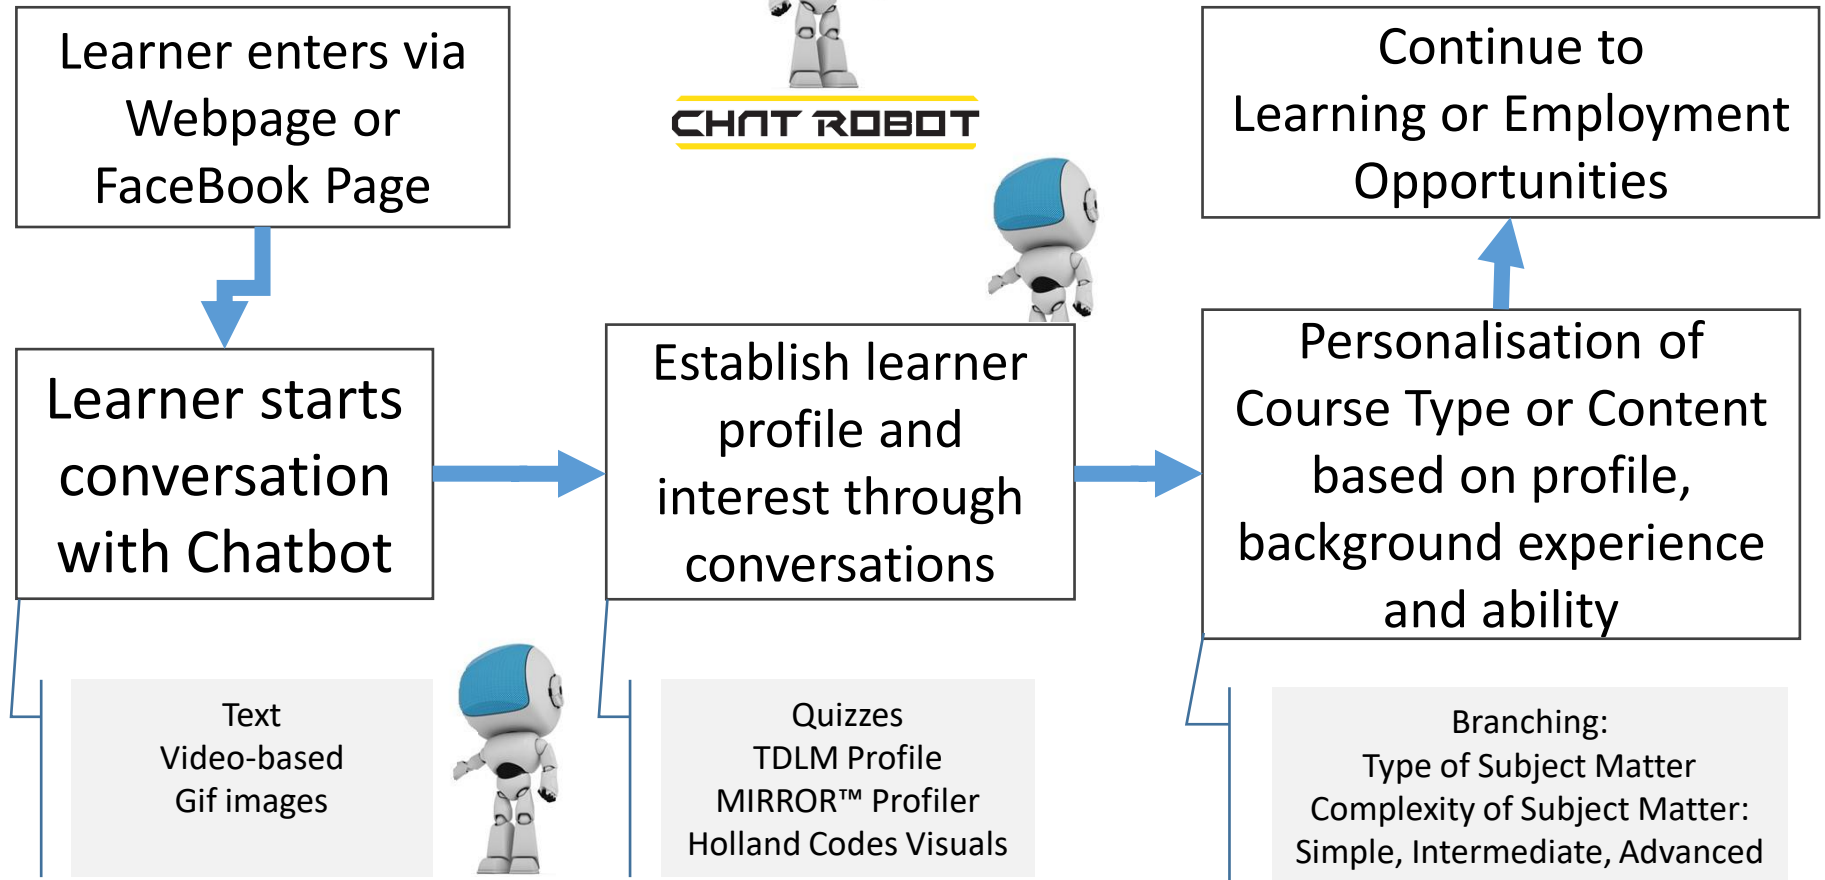 Learner enters via
Webpage or
FaceBook Page
CHAT ROBOT
Continue to
Learning or Employment
Opportunities
Learner starts
conversation
with Chatbot
Establish learner
profile and
interest through
conversations
Personalisation of
Course Type or Content
based on profile,
background experience
and ability
Text
Video-based
Gif images
Quizzes
TDLM Profile
MIRROR™ Profiler
Holland Codes Visuals
Branching:
Type of Subject Matter
Complexity of Subject Matter:
Simple, Intermediate, Advanced